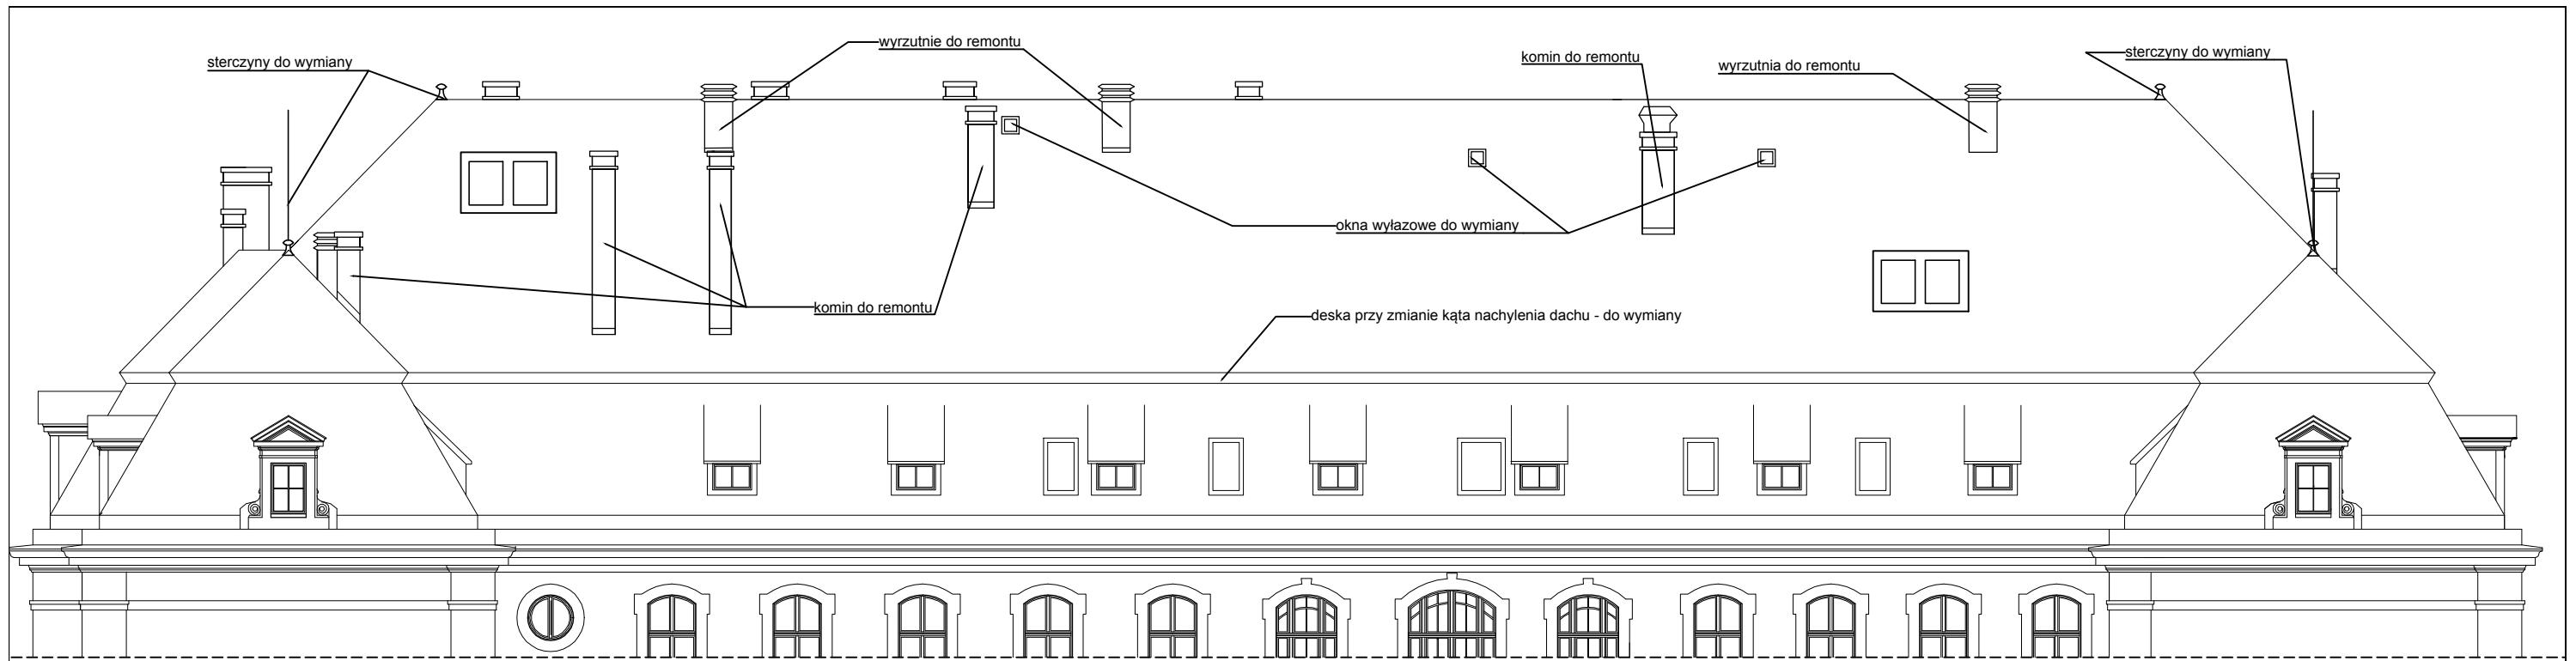 wyrzutnie do remontu
sterczyny do wymiany
komin do remontu
wyrzutnia do remontu
sterczyny do wymiany
okna wyłazowe do wymiany
komin do remontu
deska przy zmianie kąta nachylenia dachu - do wymiany